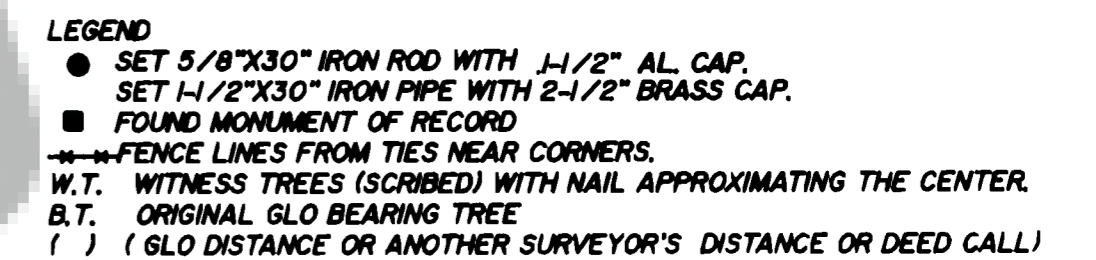 LEGEND
● SET 5/8"X30" IRON ROD WITH 1-1/2" AL. CAP.
SET 1-1/2"X30" IRON PIPE WITH 2-1/2" BRASS CAP.
■ FOUND MONUMENT OF RECORD
FENCE LINES FROM TIES NEAR CORNERS.
W.T. WITNESS TREES (SCRIBED) WITH NAIL APPROXIMATING THE CENTER.
B.T. ORIGINAL GLO BEARING TREE
( ) ( GLO DISTANCE OR ANOTHER SURVEYOR'S DISTANCE OR DEED CALL)